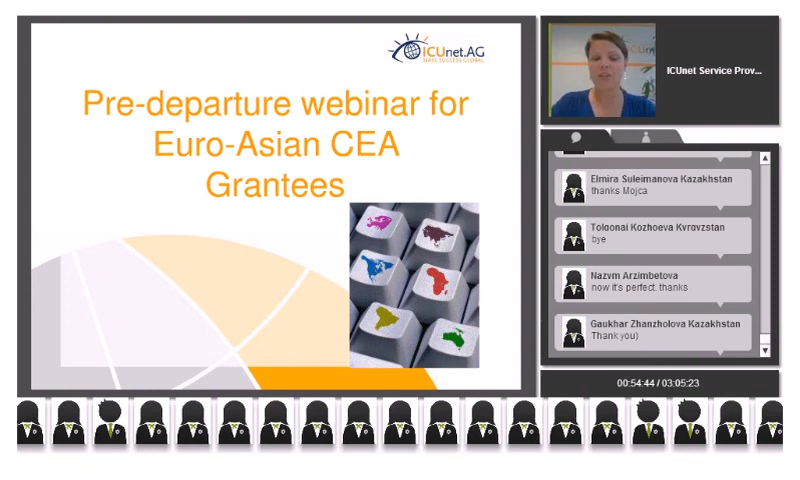 ICUnet.AG
MAKE SUCCESS GLOBAL
Pre-departure webinar for
Euro-Asian CEA
Grantees
ICUnet Service Prov...
Elmira Suleimanova Kazakhstan
thanks Mojca
Tolgonai Kozhoeva Kyrgyzstan
bye
Nazym Arzimbetova
now it's perfect. thanks
Gaukhar Zhanzholova Kazakhstan
Thank you)
00:54:44 / 03:05:23